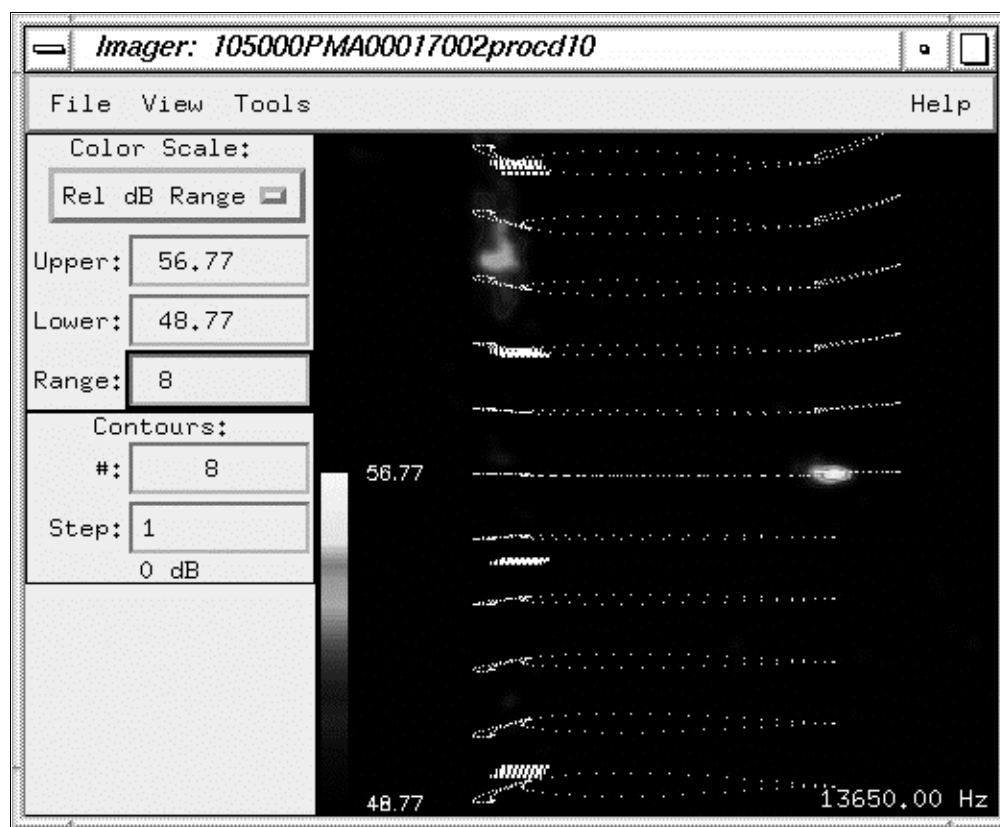 Imager: 105000PMA00017002procd10
File View Tools Help
Color Scale:
Rel dB Range
Upper: 56.77
Lower: 48.77
Range: 8
Contours:
#: 8
Step: 1
0 dB
56.77
48.77
13650.00 Hz